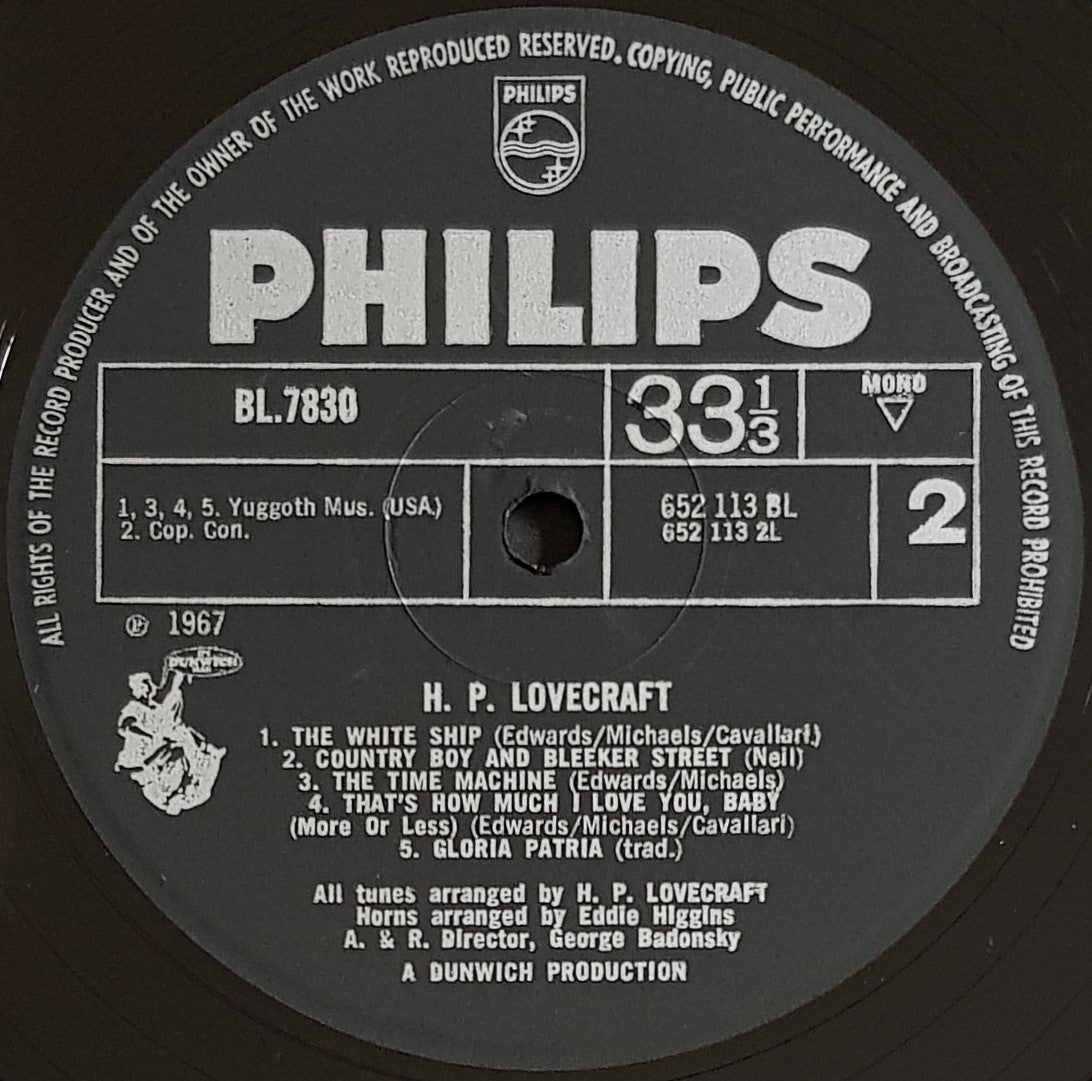 ALL RIGHTS OF THE RECORD PRODUCER AND OF THE OWNER OF THE WORK REPRODUCED RESERVED. COPYING, PUBLIC PERFORMANCE AND BROADCASTING OF THIS RECORD PROHIBITED
PHILIPS
PHILIPS
BL.7830
33 1/3
MONO
1, 3, 4, 5. Yuggoth Mus. (USA)
2. Cop. Con.
652 113 BL
652 113 2L
2
Ⓟ 1967
DUNWICH
H. P. LOVECRAFT
1. THE WHITE SHIP (Edwards/Michaels/Cavallari)
2. COUNTRY BOY AND BLEEKER STREET (Neil)
3. THE TIME MACHINE (Edwards/Michaels)
4. THAT'S HOW MUCH I LOVE YOU, BABY
(More Or Less) (Edwards/Michaels/Cavallari)
5. GLORIA PATRIA (trad.)
All tunes arranged by H. P. LOVECRAFT
Horns arranged by Eddie Higgins
A. & R. Director, George Badonsky
A DUNWICH PRODUCTION